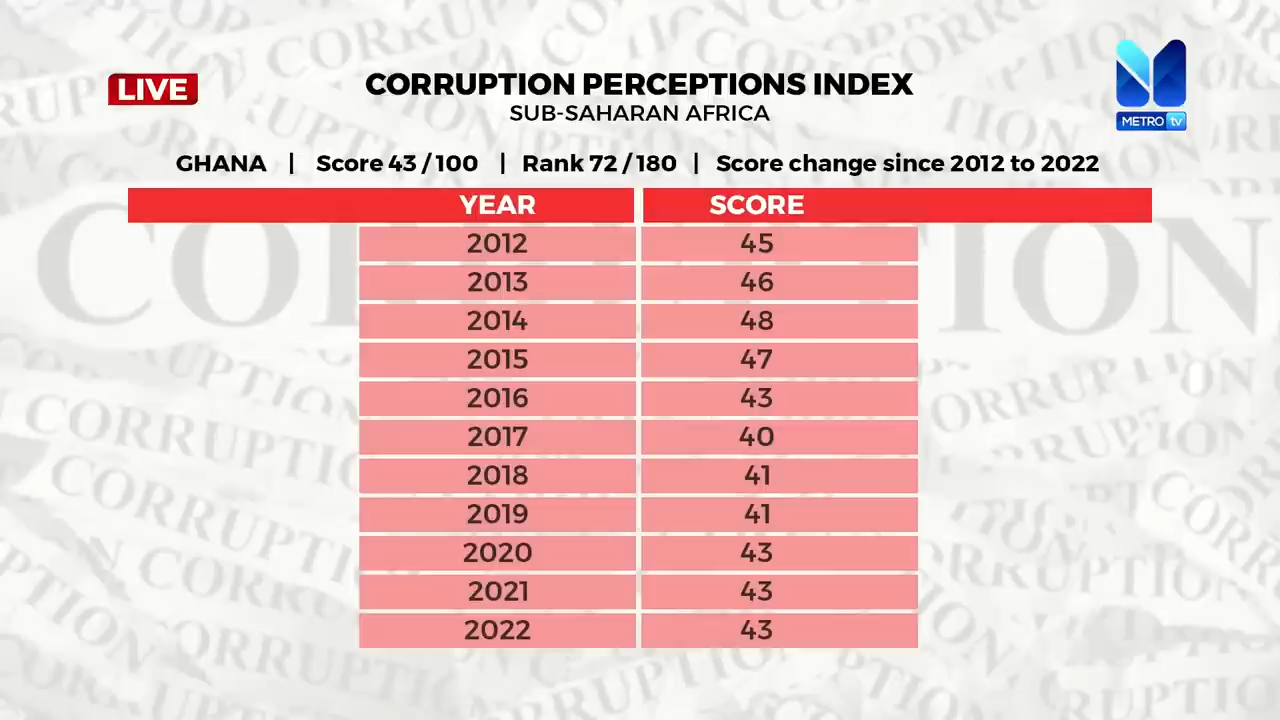 LIVE
CORRUPTION PERCEPTIONS INDEX
SUB-SAHARAN AFRICA
METRO tv
GHANA | Score 43 / 100 | Rank 72 / 180 | Score change since 2012 to 2022
YEAR SCORE
2012 45
2013 46
2014 48
2015 47
2016 43
2017 40
2018 41
2019 41
2020 43
2021 43
2022 43
CORRUPTION